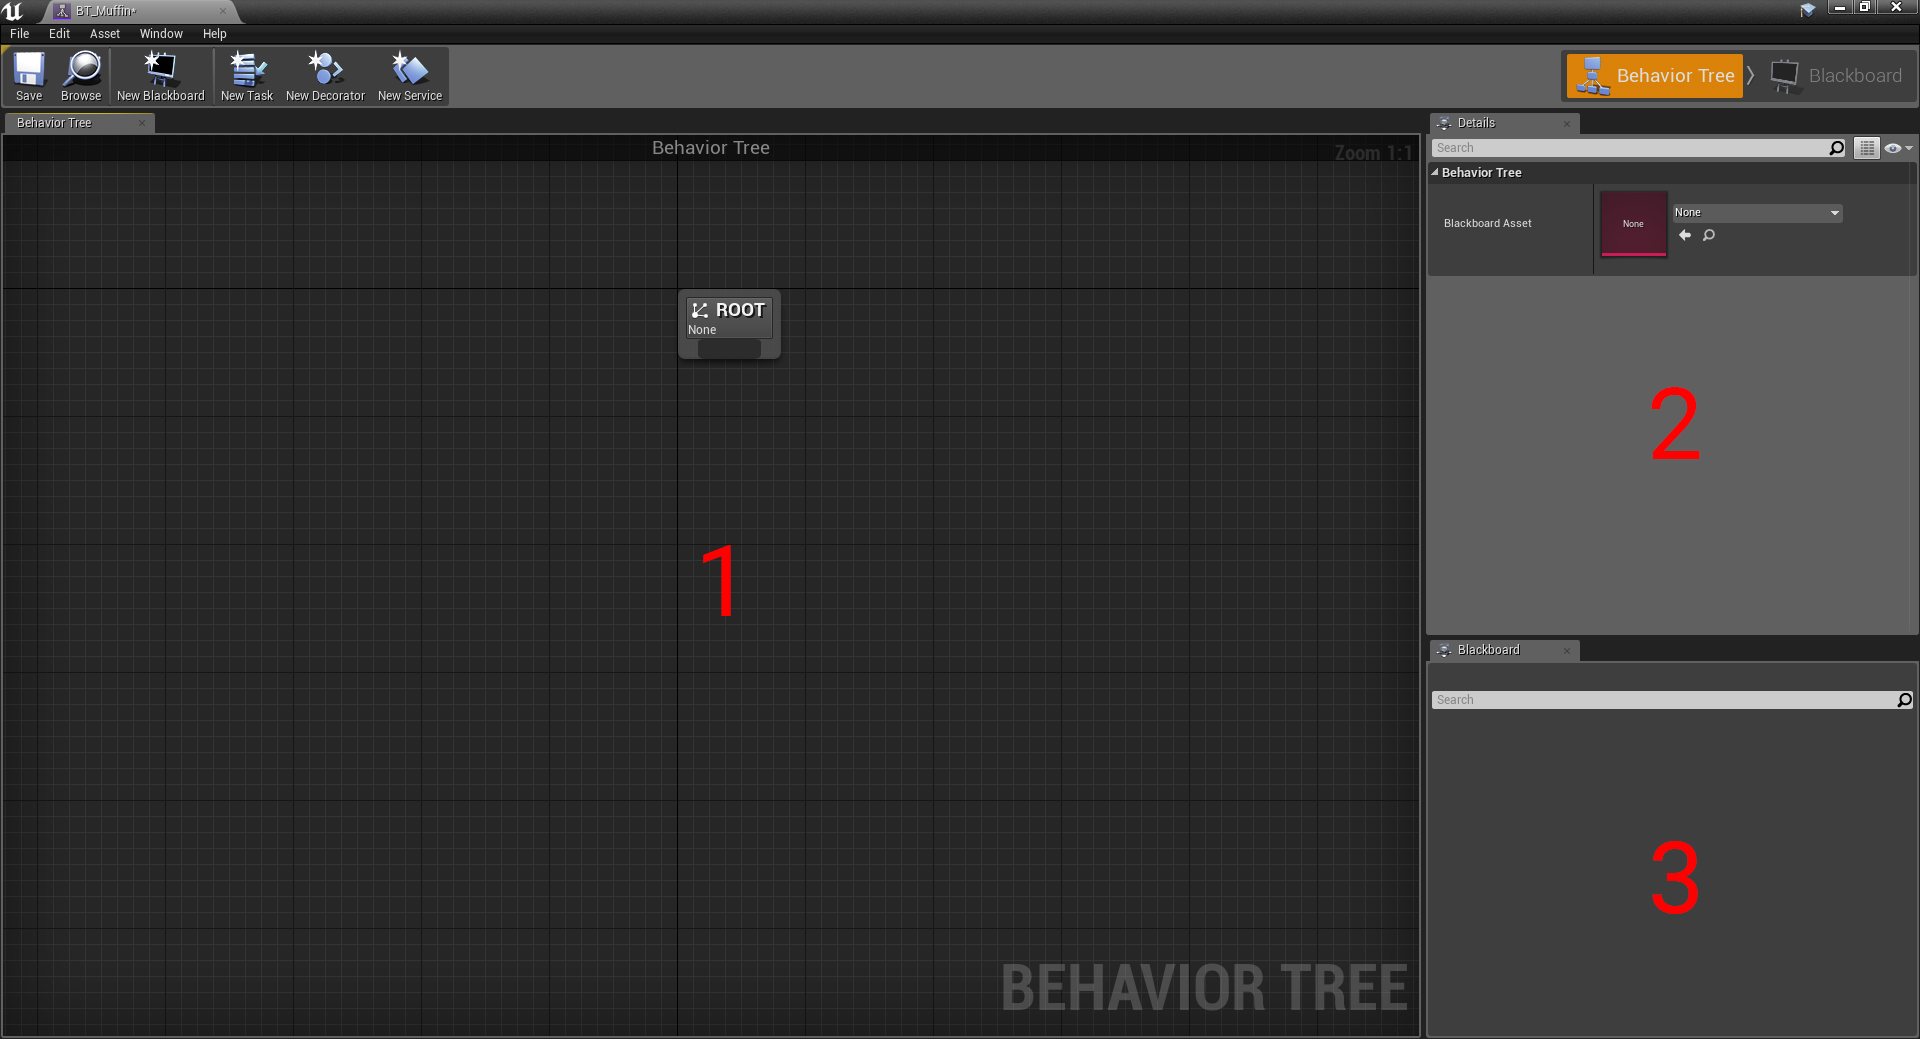 BT_Muffin*
File Edit Asset Window Help
Save Browse New Blackboard New Task New Decorator New Service
Behavior Tree Blackboard
Behavior Tree
Behavior Tree
Zoom 1:1
ROOT
None
1
BEHAVIOR TREE
Details
Search
Behavior Tree
Blackboard Asset
None
None
2
Blackboard
Search
3